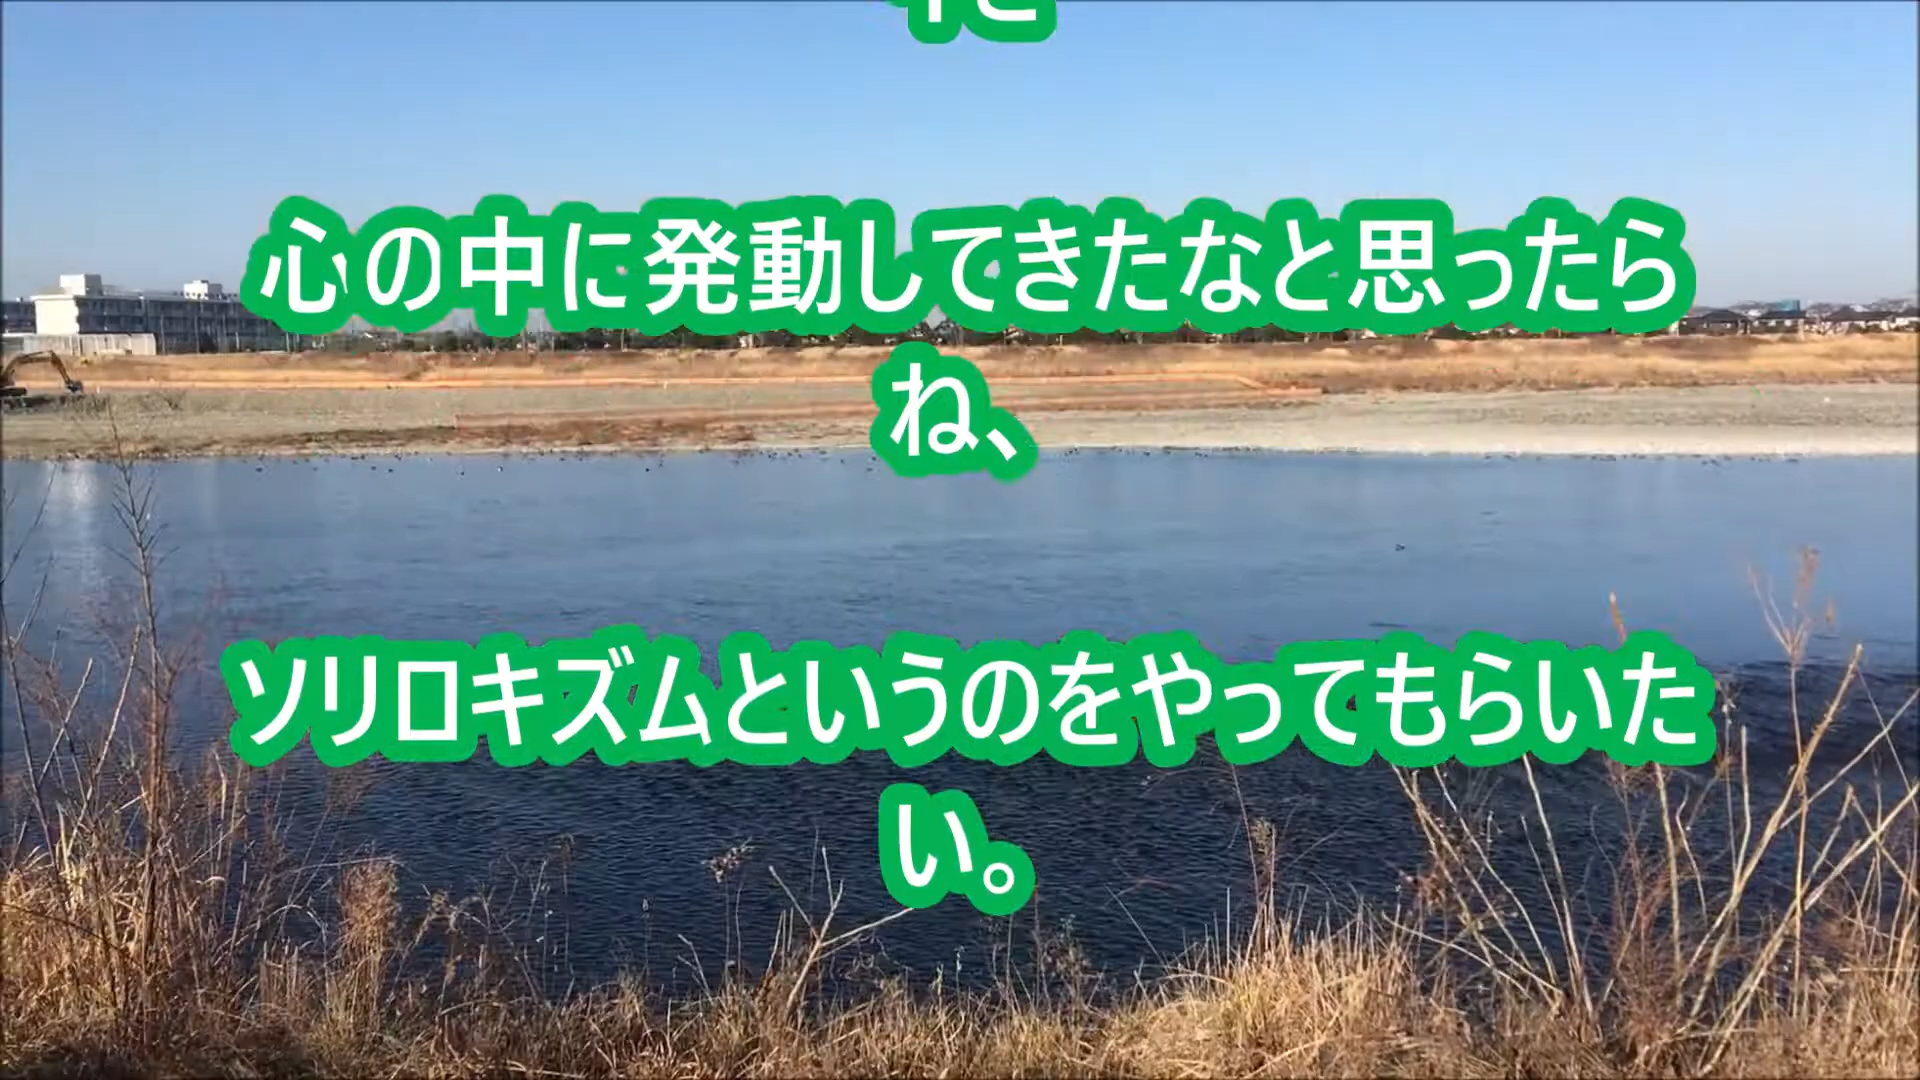 心の中に発動してきたなと思ったら
ね、
ソリロキズムというのをやってもらいた
い。